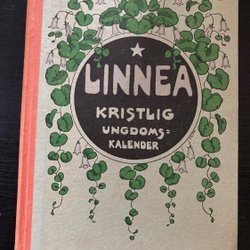 LINNEA
KRISTLIG
UNGDOMS=
KALENDER